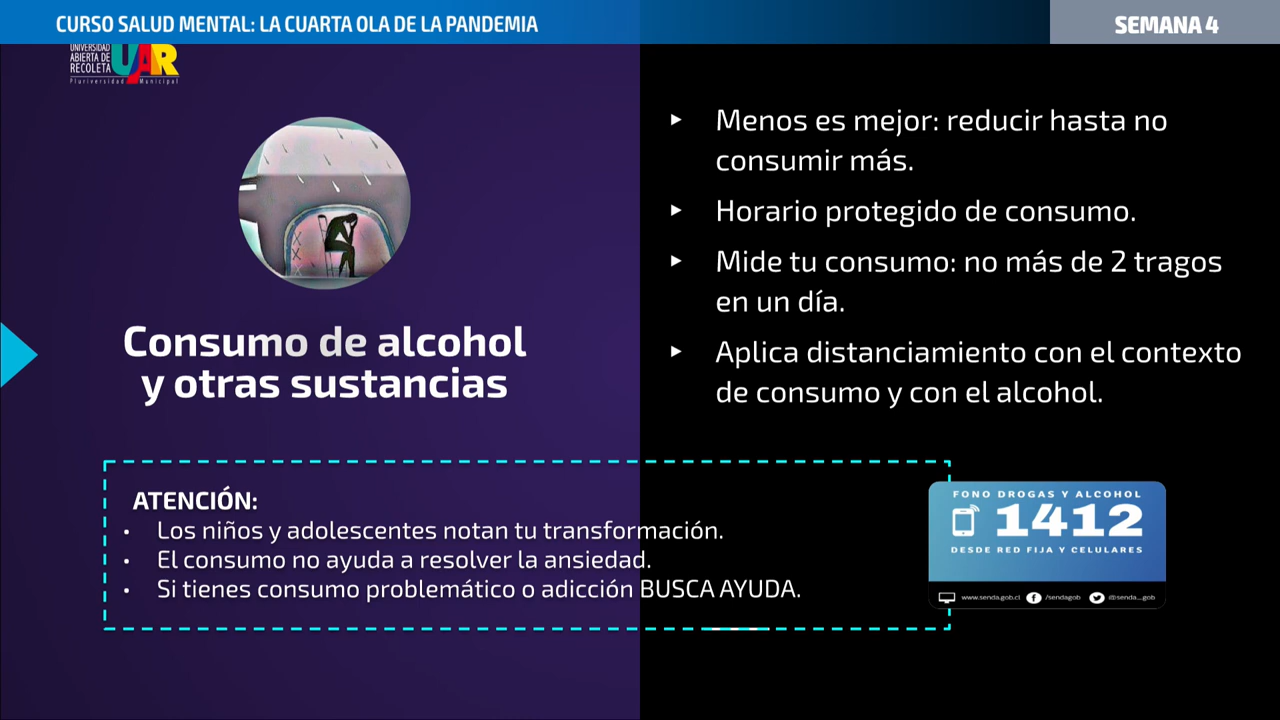 CURSO SALUD MENTAL: LA CUARTA OLA DE LA PANDEMIA
SEMANA 4
UNIVERSIDAD
ABIERTA DE
RECOLETA
UAR
Pluriversidad Municipal
Consumo de alcohol
y otras sustancias
Menos es mejor: reducir hasta no
consumir más.
Horario protegido de consumo.
Mide tu consumo: no más de 2 tragos
en un día.
Aplica distanciamiento con el contexto
de consumo y con el alcohol.
ATENCIÓN:
• Los niños y adolescentes notan tu transformación.
• El consumo no ayuda a resolver la ansiedad.
• Si tienes consumo problemático o adicción BUSCA AYUDA.
FONO DROGAS Y ALCOHOL
1412
DESDE RED FIJA Y CELULARES
www.senda.gob.cl /sendagob @senda_gob